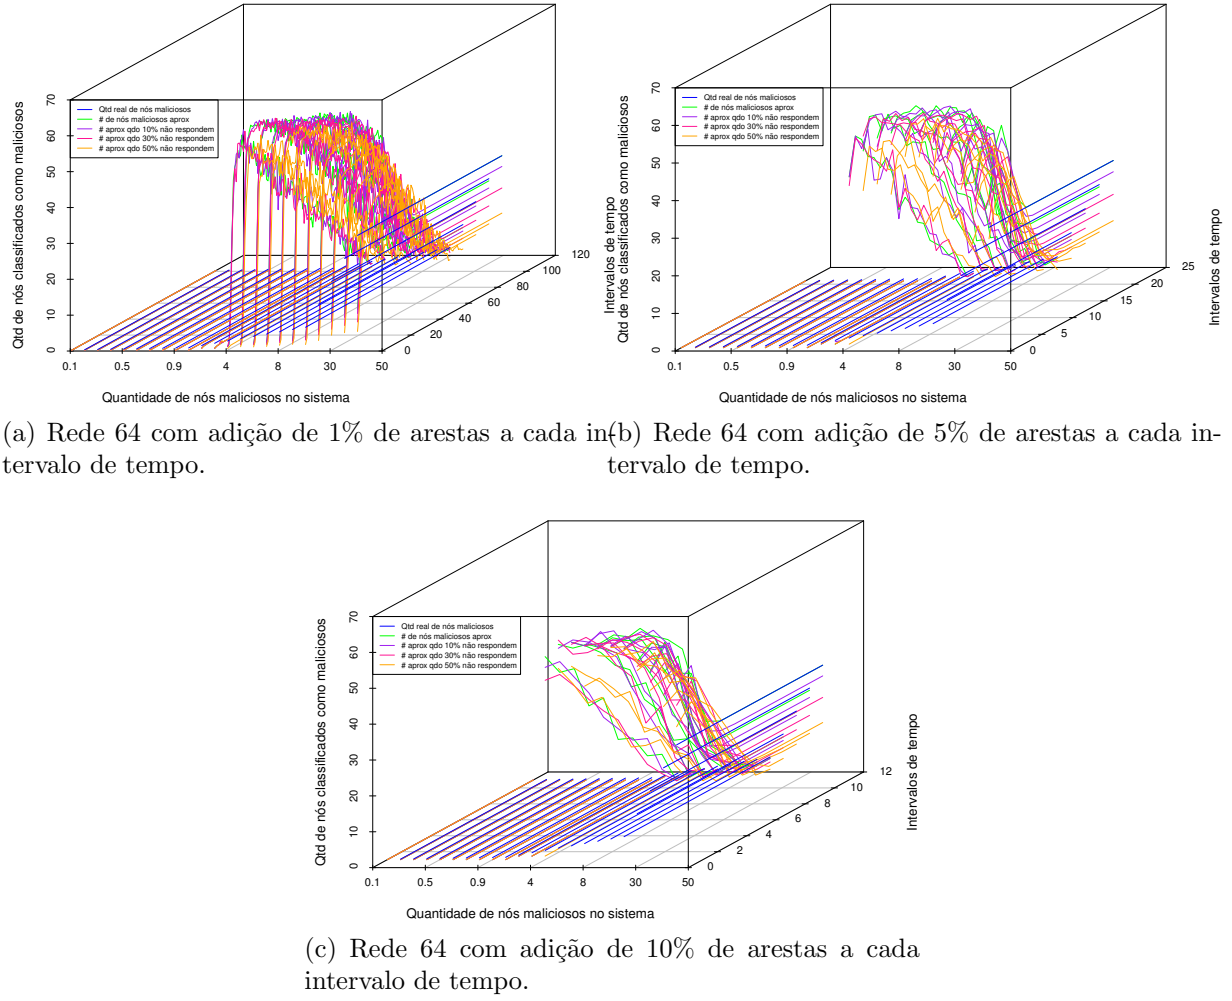 Qtd de nós classificados como maliciosos
0
10
20
30
40
50
60
70
Qtd real de nós maliciosos
# de nós maliciosos aprox
# aprox qdo 10% não respondem
# aprox qdo 30% não respondem
# aprox qdo 50% não respondem
0.1
0.5
0.9
4
8
30
50
0
20
40
60
80
100
120
Quantidade de nós maliciosos no sistema
Intervalos de tempo
(a) Rede 64 com adição de 1% de arestas a cada in-
tervalo de tempo.
Qtd de nós classificados como maliciosos
0
10
20
30
40
50
60
70
Qtd real de nós maliciosos
# de nós maliciosos aprox
# aprox qdo 10% não respondem
# aprox qdo 30% não respondem
# aprox qdo 50% não respondem
0.1
0.5
0.9
4
8
30
50
0
5
10
15
20
25
Quantidade de nós maliciosos no sistema
Intervalos de tempo
(b) Rede 64 com adição de 5% de arestas a cada in-
tervalo de tempo.
Qtd de nós classificados como maliciosos
0
10
20
30
40
50
60
70
Qtd real de nós maliciosos
# de nós maliciosos aprox
# aprox qdo 10% não respondem
# aprox qdo 30% não respondem
# aprox qdo 50% não respondem
0.1
0.5
0.9
4
8
30
50
0
2
4
6
8
10
12
Quantidade de nós maliciosos no sistema
Intervalos de tempo
(c) Rede 64 com adição de 10% de arestas a cada
intervalo de tempo.